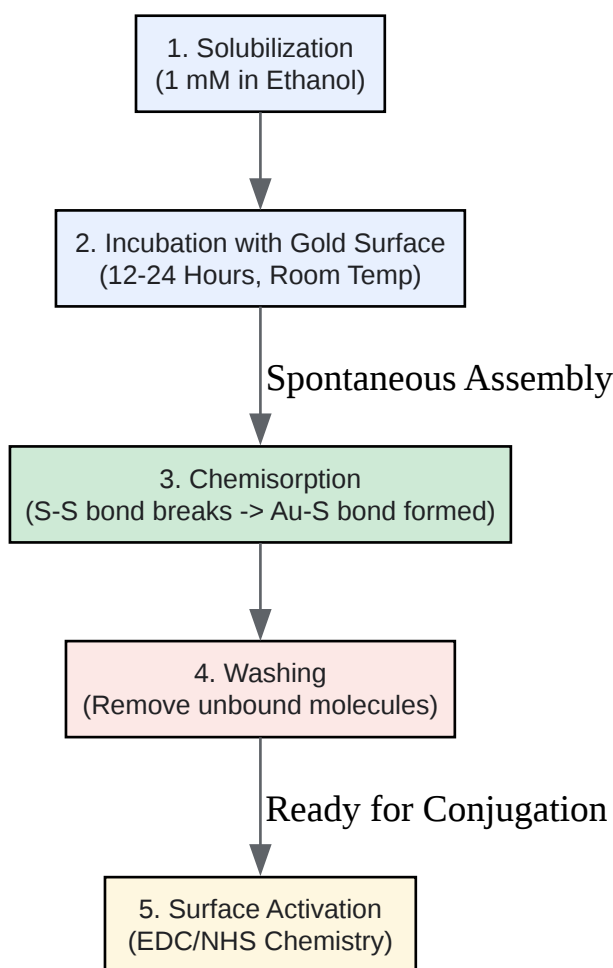 1. Solubilization
(1 mM in Ethanol)
2. Incubation with Gold Surface
(12-24 Hours, Room Temp)
Spontaneous Assembly
3. Chemisorption
(S-S bond breaks -> Au-S bond formed)
4. Washing
(Remove unbound molecules)
Ready for Conjugation
5. Surface Activation
(EDC/NHS Chemistry)